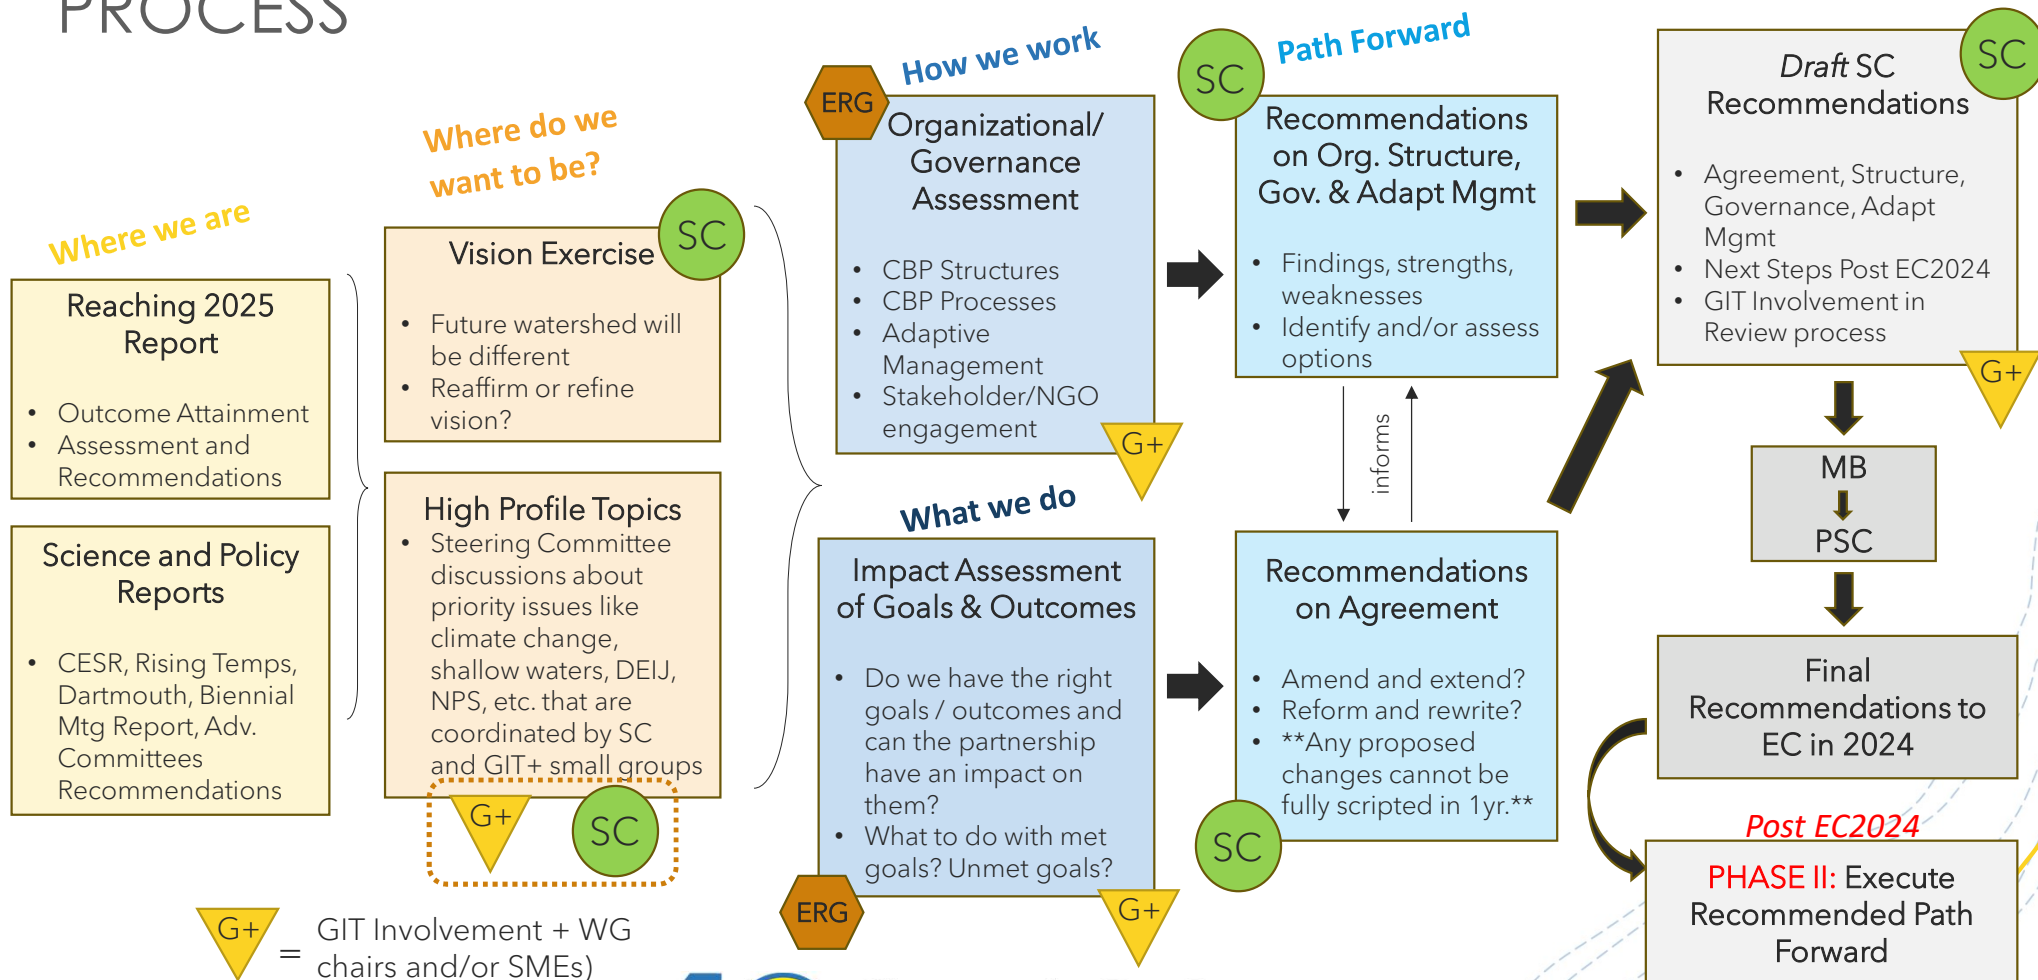 PROCESS
Where we are
Reaching 2025
Report
• Outcome Attainment
• Assessment and
Recommendations
Science and Policy
Reports
• CESR, Rising Temps,
Dartmouth, Biennial
Mtg Report, Adv.
Committees
Recommendations
Where do we
want to be?
SC
Vision Exercise
• Future watershed will
be different
• Reaffirm or refine
vision?
High Profile Topics
• Steering Committee
discussions about
priority issues like
climate change,
shallow waters, DEIJ,
NPS, etc. that are
coordinated by SC
and GIT+ small groups
G+
SC
How we work
ERG
Organizational/
Governance
Assessment
• CBP Structures
• CBP Processes
• Adaptive
Management
• Stakeholder/NGO
engagement
G+
What we do
Impact Assessment
of Goals & Outcomes
• Do we have the right
goals / outcomes and
can the partnership
have an impact on
them?
• What to do with met
goals? Unmet goals?
ERG
G+
Path Forward
SC
Recommendations
on Org. Structure,
Gov. & Adapt Mgmt
• Findings, strengths,
weaknesses
• Identify and/or assess
options
informs
Recommendations
on Agreement
• Amend and extend?
• Reform and rewrite?
• **Any proposed
changes cannot be
fully scripted in 1yr.**
SC
SC
Draft SC
Recommendations
• Agreement, Structure,
Governance, Adapt
Mgmt
• Next Steps Post EC2024
• GIT Involvement in
Review process
G+
MB
PSC
Final
Recommendations to
EC in 2024
Post EC2024
PHASE II: Execute
Recommended Path
Forward
G+
= GIT Involvement + WG
chairs and/or SMEs)